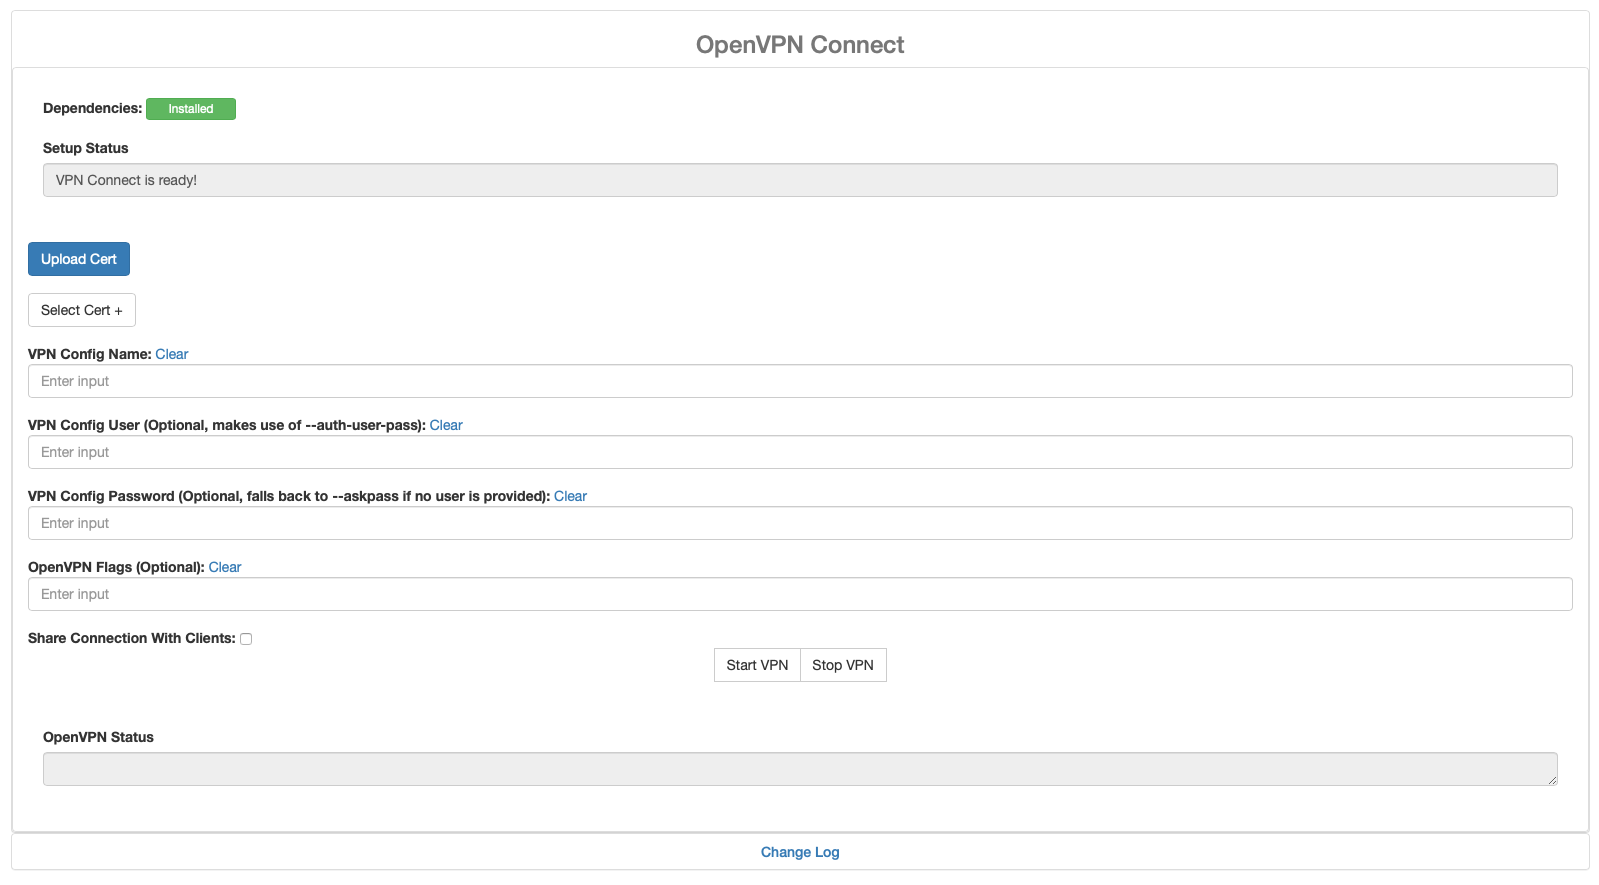 OpenVPN Connect
Dependencies: Installed
Setup Status
VPN Connect is ready!
Upload Cert
Select Cert +
VPN Config Name: Clear
Enter input
VPN Config User (Optional, makes use of --auth-user-pass): Clear
Enter input
VPN Config Password (Optional, falls back to --askpass if no user is provided): Clear
Enter input
OpenVPN Flags (Optional): Clear
Enter input
Share Connection With Clients:
Start VPN Stop VPN
OpenVPN Status
Change Log